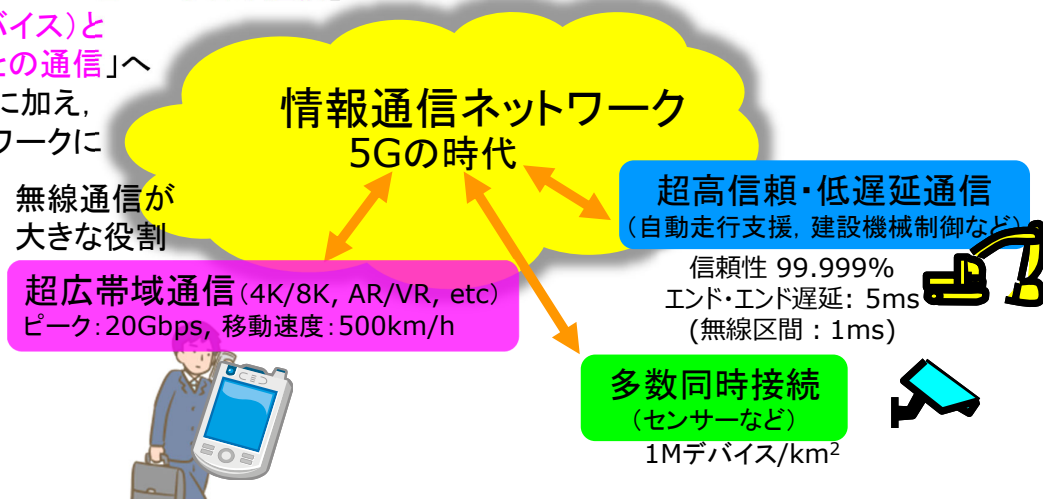 バイス)と
との通信」へ
に加え,
ワークに
無線通信が
大きな役割
情報通信ネットワーク
5Gの時代
超高信頼・低遅延通信
(自動走行支援, 建設機械制御など)
信頼性 99.999%
エンド・エンド遅延: 5ms
(無線区間：1ms)
超広帯域通信(4K/8K, AR/VR, etc)
ピーク:20Gbps, 移動速度:500km/h
多数同時接続
(センサーなど)
1Mデバイス/km²